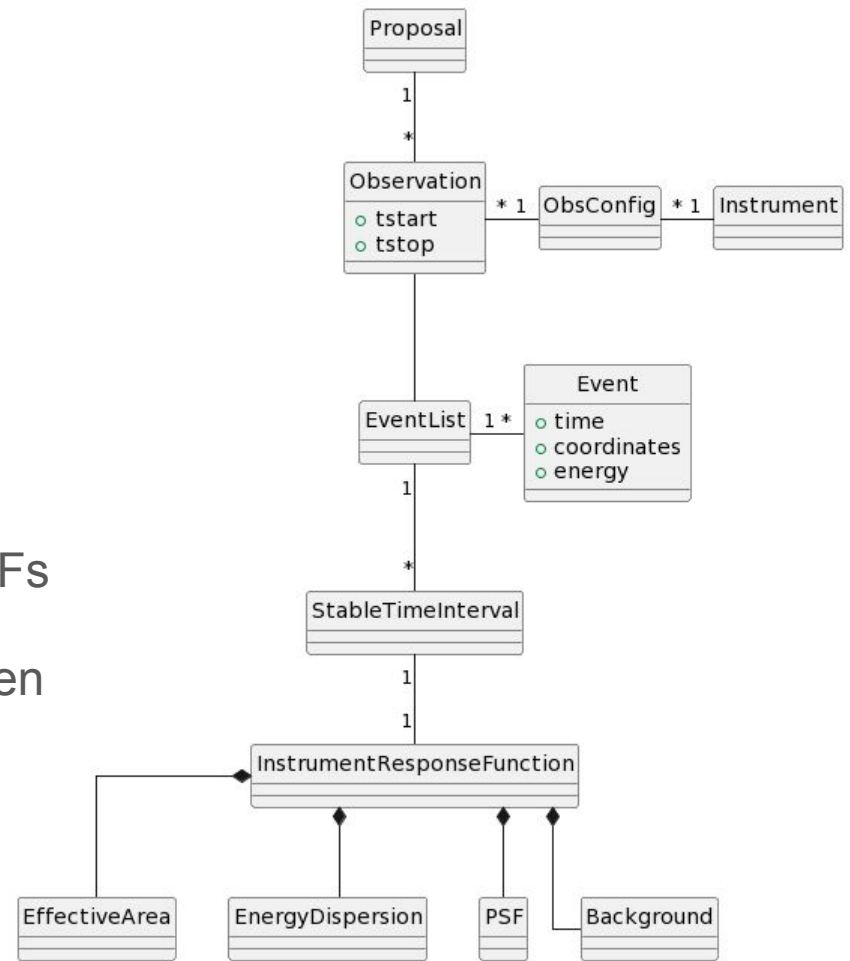 Proposal
1
*
Observation
tstart
tstop
* 1
ObsConfig
* 1
Instrument
EventList
1 *
Event
time
coordinates
energy
1
*
Fs
StableTimeInterval
en
1
1
InstrumentResponseFunction
EffectiveArea
EnergyDispersion
PSF
Background